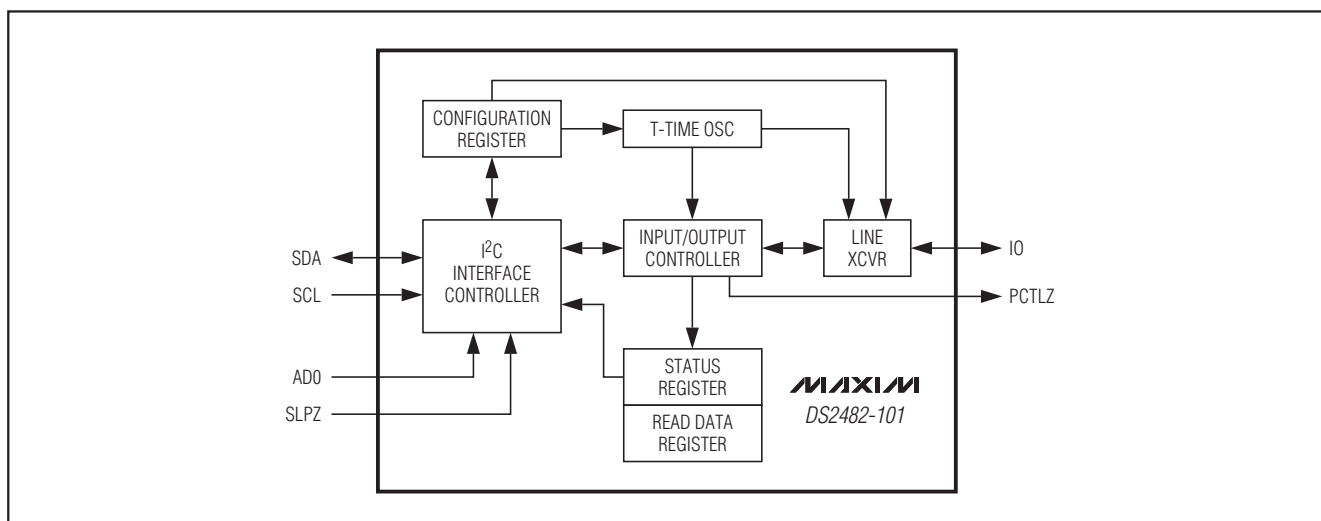 CONFIGURATION
REGISTER
T-TIME OSC
SDA
SCL
AD0
SLPZ
I²C
INTERFACE
CONTROLLER
INPUT/OUTPUT
CONTROLLER
LINE
XCVR
IO
PCTLZ
STATUS
REGISTER
READ DATA
REGISTER
MAXIM
DS2482-101